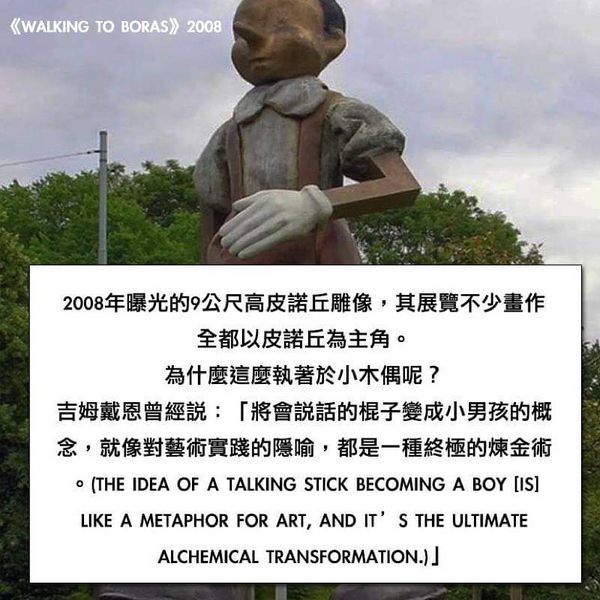 《WALKING TO BORAS》2008
2008年曝光的9公尺高皮諾丘雕像，其展覽不少畫作
全都以皮諾丘為主角。
為什麼這麼執著於小木偶呢？
吉姆戴恩曾經説：「將會説話的棍子變成小男孩的概
念，就像對藝術實踐的隱喻，都是一種終極的煉金術
。(THE IDEA OF A TALKING STICK BECOMING A BOY [IS]
LIKE A METAPHOR FOR ART, AND IT’S THE ULTIMATE
ALCHEMICAL TRANSFORMATION.)」